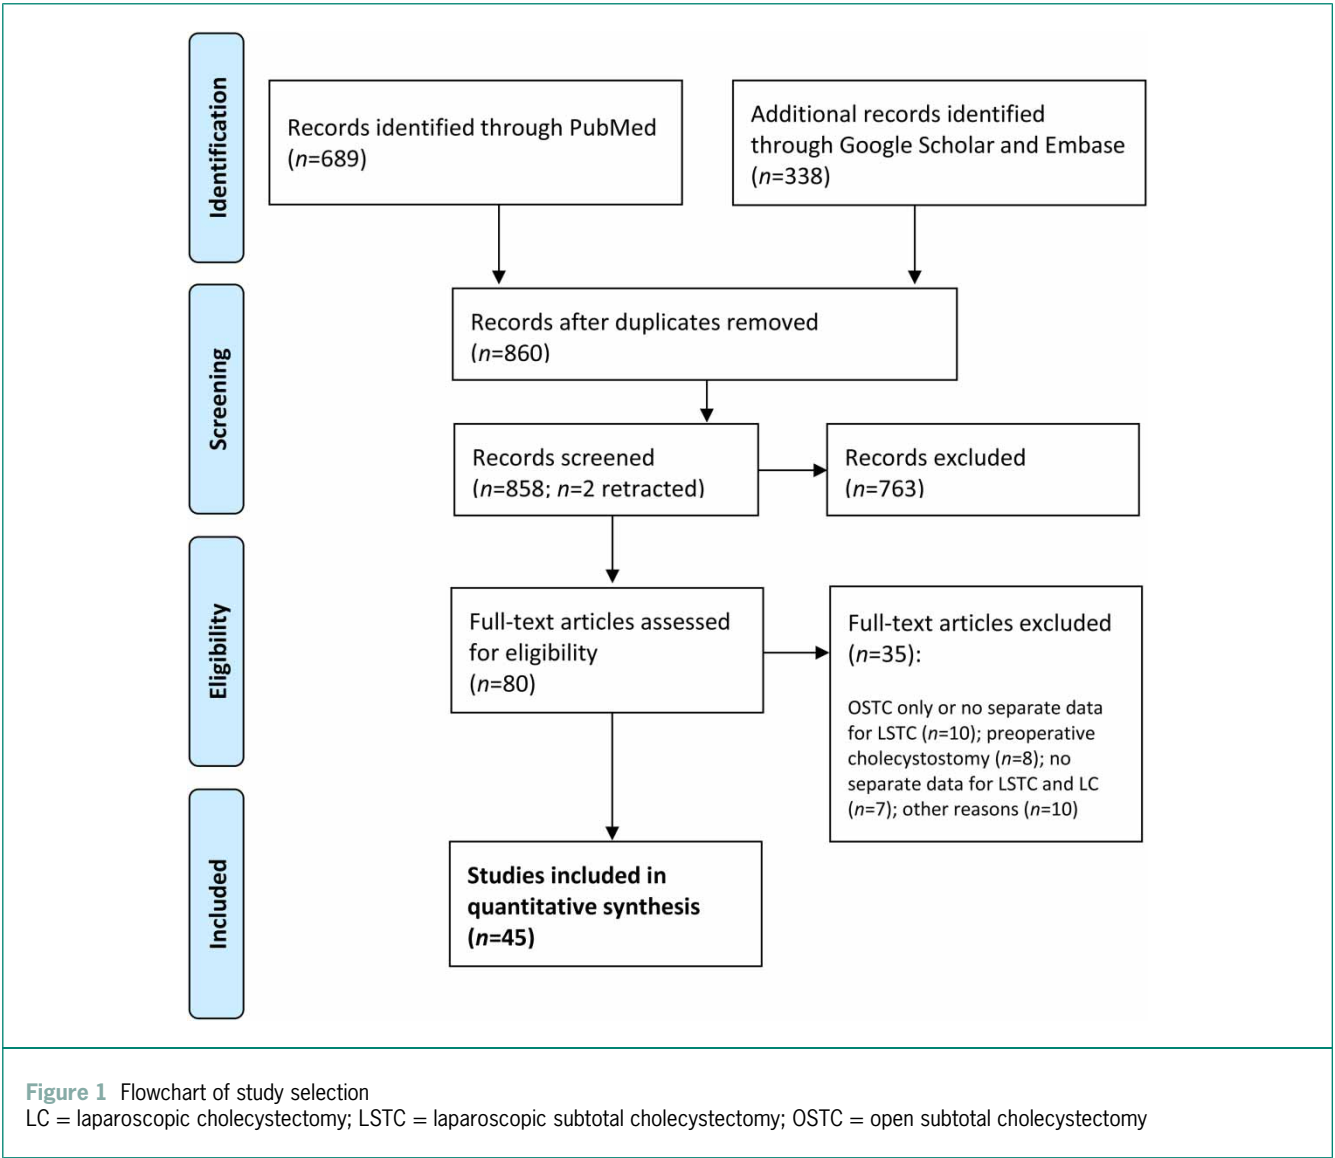 Identification
Records identified through PubMed
(n=689)
Additional records identified
through Google Scholar and Embase
(n=338)
Screening
Records after duplicates removed
(n=860)
Records screened
(n=858; n=2 retracted)
Records excluded
(n=763)
Eligibility
Full-text articles assessed
for eligibility
(n=80)
Full-text articles excluded
(n=35):
OSTC only or no separate data
for LSTC (n=10); preoperative
cholecystostomy (n=8); no
separate data for LSTC and LC
(n=7); other reasons (n=10)
Included
Studies included in
quantitative synthesis
(n=45)
Figure 1 Flowchart of study selection
LC = laparoscopic cholecystectomy; LSTC = laparoscopic subtotal cholecystectomy; OSTC = open subtotal cholecystectomy